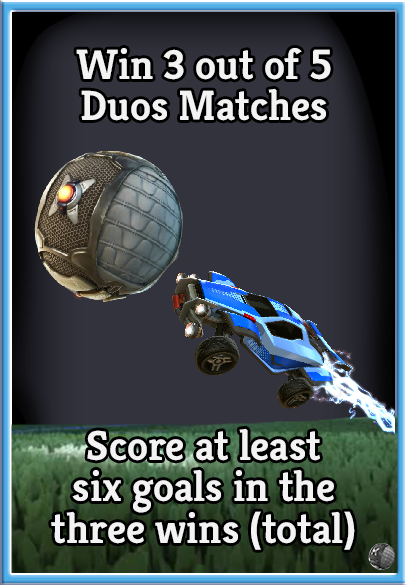 Win 3 out of 5
Duos Matches
Score at least
six goals in the
three wins (total)